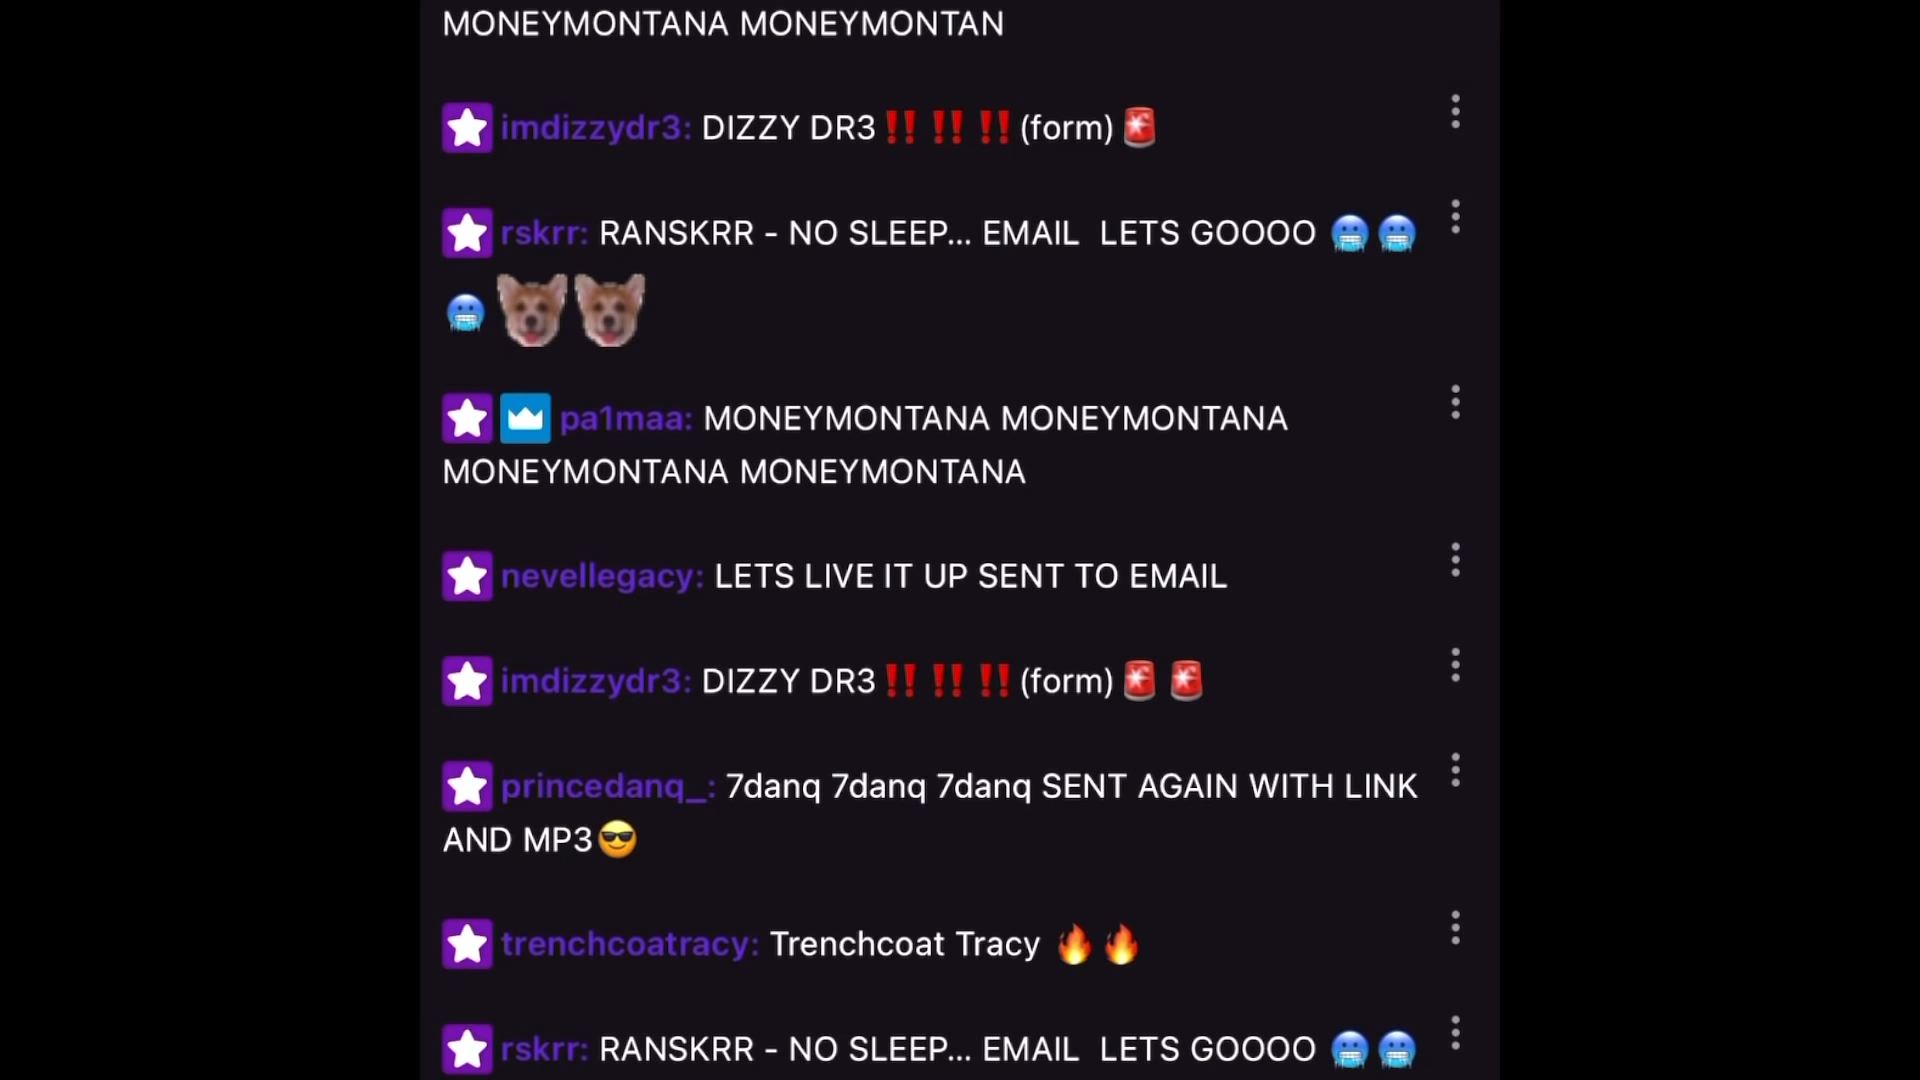 MONEYMONTANA MONEYMONTAN
imdizzydr3: DIZZY DR3‼️ ‼️ ‼️ (form) 🚨
rskrr: RANSKRR - NO SLEEP... EMAIL  LETS GOOOO 🥶 🥶
🥶
pa1maa: MONEYMONTANA MONEYMONTANA
MONEYMONTANA MONEYMONTANA
nevellegacy: LETS LIVE IT UP SENT TO EMAIL
imdizzydr3: DIZZY DR3‼️ ‼️ ‼️ (form) 🚨 🚨
princedanq_: 7danq 7danq 7danq SENT AGAIN WITH LINK
AND MP3😎
trenchcoatracy: Trenchcoat Tracy 🔥 🔥
rskrr: RANSKRR - NO SLEEP... EMAIL  LETS GOOOO 🥶 🥶